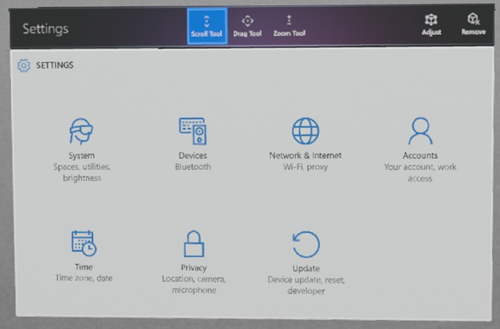 Settings
Scroll Tool
Drag Tool
Zoom Tool
Adjust
Remove
SETTINGS
System
Spaces, utilities,
brightness
Devices
Bluetooth
Network & Internet
Wi-Fi, proxy
Accounts
Your account, work
access
Time
Time zone, date
Privacy
Location, camera,
microphone
Update
Device update, reset,
developer